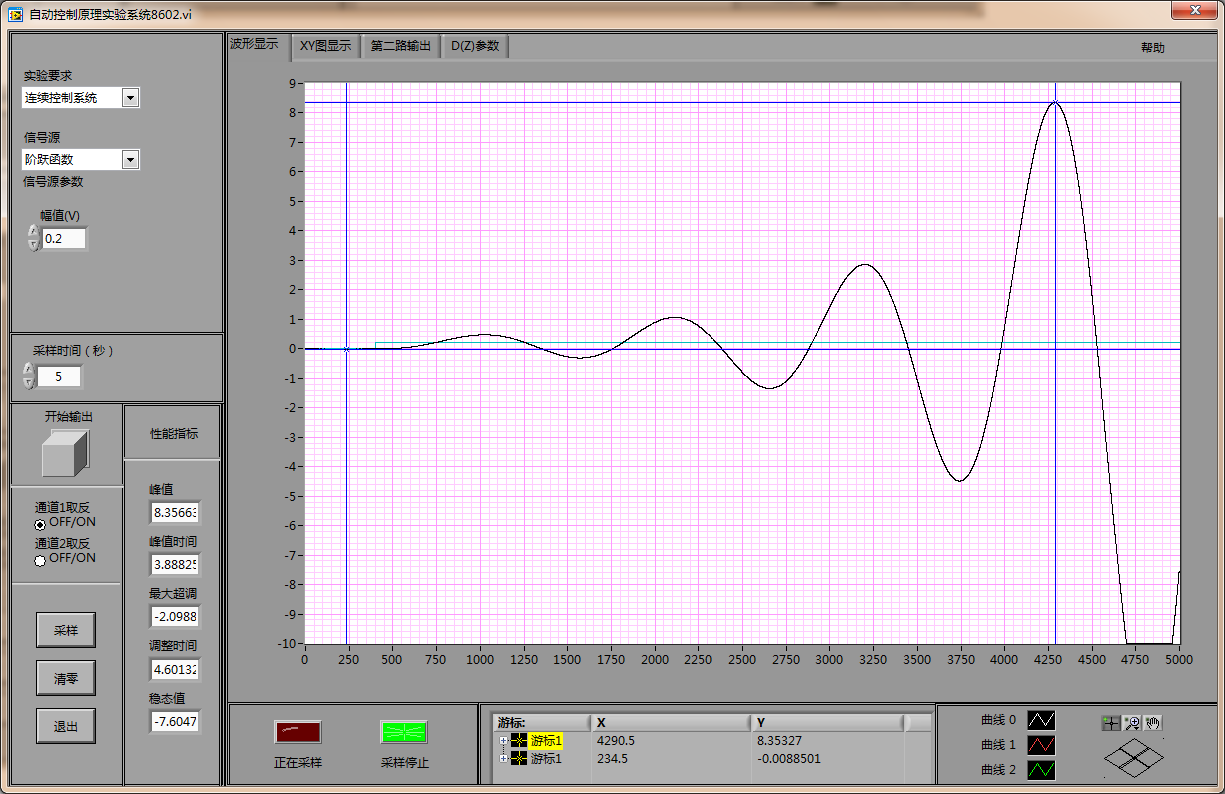 自动控制原理实验系统8602.vi
波形显示 XY图显示 第二路输出 D(Z)参数 帮助
实验要求
连续控制系统
信号源
阶跃函数
信号源参数
幅值(V)
0.2
采样时间（秒）
5
开始输出
通道1取反
OFF/ON
通道2取反
OFF/ON
采样
清零
退出
性能指标
峰值
8.3566
峰值时间
3.8882
最大超调
-2.0988
调整时间
4.60132
稳态值
-7.6047
9
8
7
6
5
4
3
2
1
0
-1
-2
-3
-4
-5
-6
-7
-8
-9
-10
0 250 500 750 1000 1250 1500 1750 2000 2250 2500 2750 3000 3250 3500 3750 4000 4250 4500 4750 5000
正在采样 采样停止
游标: X Y
游标1 4290.5 8.35327
游标1 234.5 -0.0088501
曲线 0
曲线 1
曲线 2